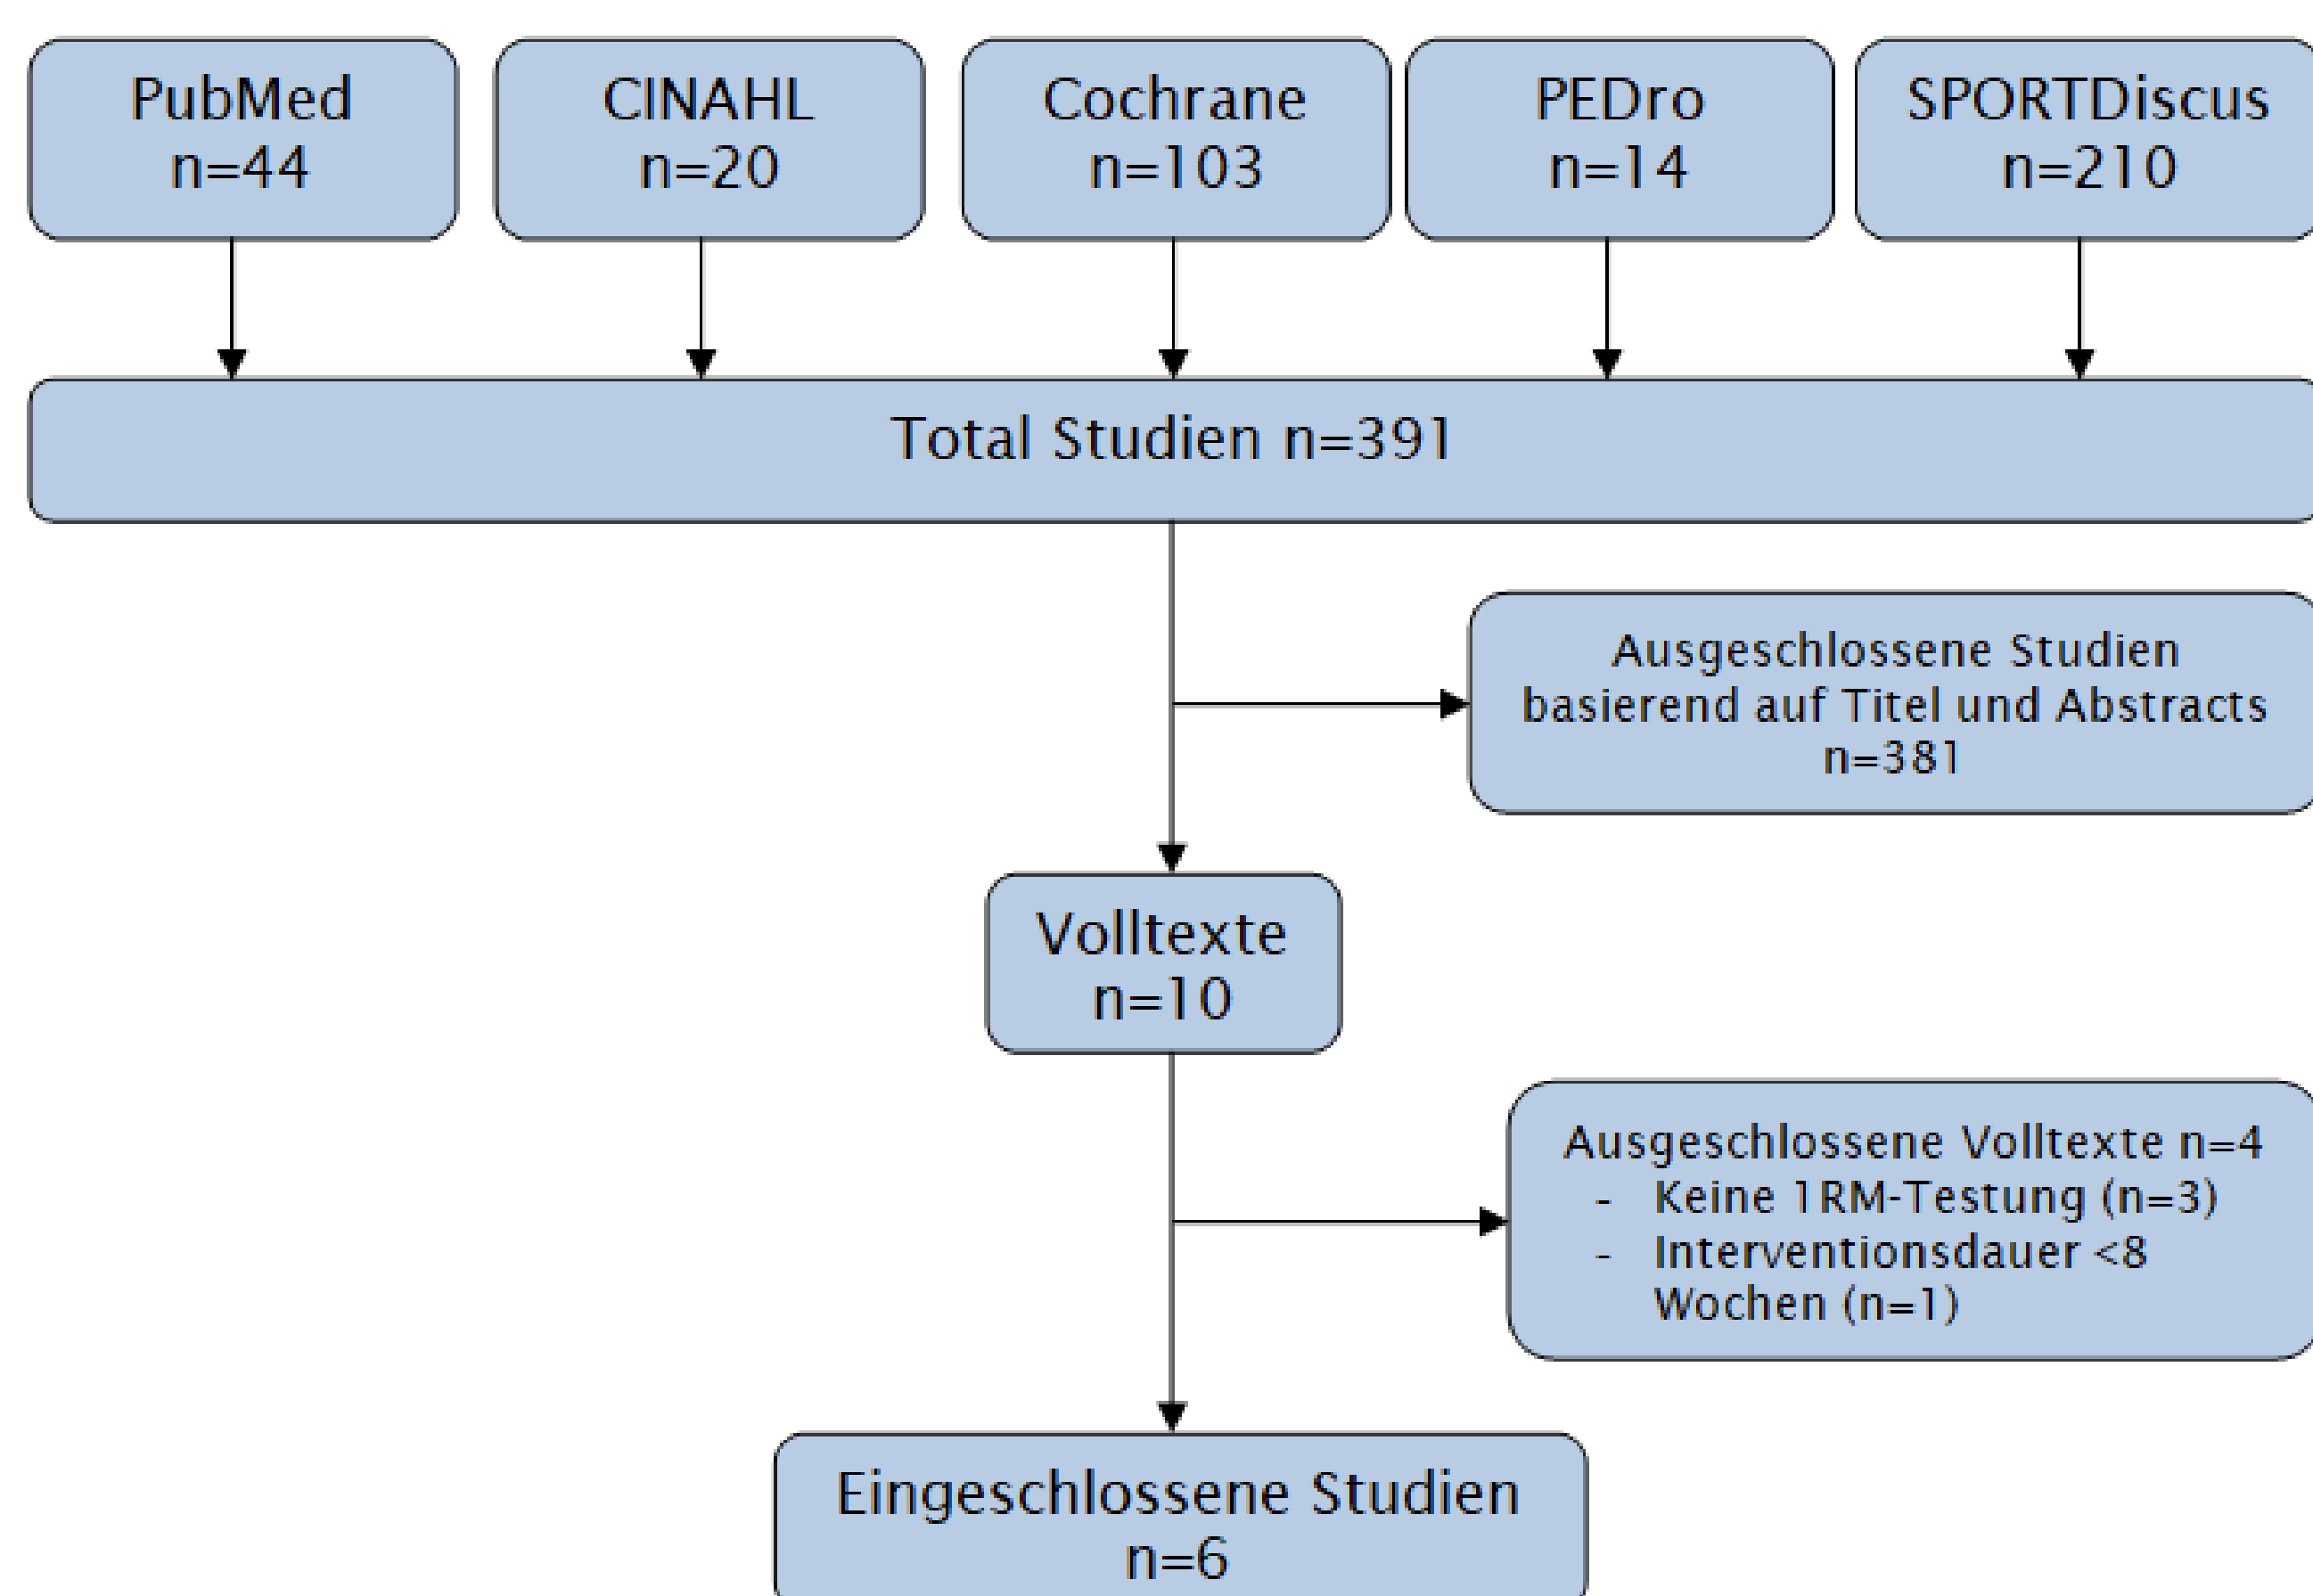 PubMed
n=44
CINAHL
n=20
Cochrane
n=103
PEDro
n=14
SPORTDiscus
n=210
Total Studien n=391
Ausgeschlossene Studien
basierend auf Titel und Abstracts
n=381
Volltexte
n=10
Ausgeschlossene Volltexte n=4
- Keine 1RM-Testung (n=3)
- Interventionsdauer <8
Wochen (n=1)
Eingeschlossene Studien
n=6